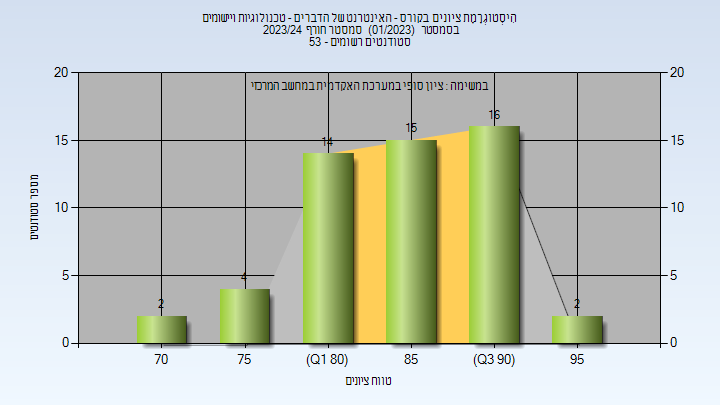 הִיסְטוֹגְרָמַת ציונים בקורס - האינטרנט של הדברים - טכנולוגיות ויישומים
בסמסטר (01/2023) סמסטר חורף 2023/24
סטודנטים רשומים - 53
במשימה : ציון סופי במערכת האקדמית במחשב המרכזי
מספר סטודנטים
20 20
15 15
10 10
5 5
0 0
2 4 14 15 16 2
70 75 (Q1 80) 85 (Q3 90) 95
טווח ציונים